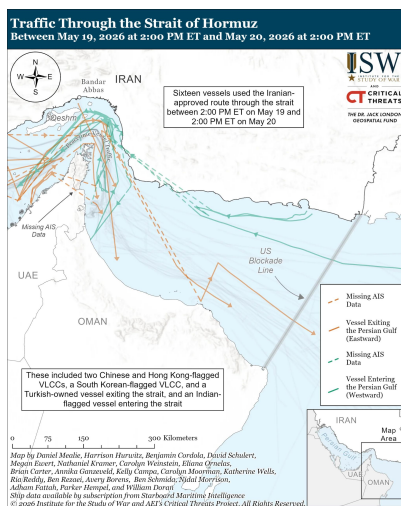 Traffic Through the Strait of Hormuz
Between May 19, 2026 at 2:00 PM ET and May 20, 2026 at 2:00 PM ET
N
W
E
S
Bandar
Abbas
IRAN
Qeshm
Sixteen vessels used the Iranian-
approved route through the strait
between 2:00 PM ET on May 19 and
2:00 PM ET on May 20
ISW
INSTITUTE FOR THE
STUDY OF WAR
AND
CT CRITICAL
THREATS
THE DR. JACK LONDON
GEOSPATIAL FUND
Missing AIS
Data
UAE
OMAN
US
Blockade
Line
Missing AIS
Data
Vessel Exiting
the Persian Gulf
(Eastward)
Missing AIS
Data
Vessel Entering
the Persian Gulf
(Westward)
These included two Chinese and Hong Kong-flagged
VLCCs, a South Korean-flagged VLCC, and a
Turkish-owned vessel exiting the strait, and an Indian-
flagged vessel entering the strait
0 75 150 300 Kilometers
Map by Daniel Mealie, Harrison Hurwitz, Benjamin Cordola, David Schulert,
Megan Ewert, Nathaniel Kramer, Carolyn Weinstein, Eliana Ornelas,
Brian Carter, Annika Ganzeveld, Kelly Campa, Carolyn Moorman, Katherine Wells,
Ria Reddy, Ben Rezaei, Avery Borens, Ben Schmida, Nidal Morrison,
Adham Fattah, Parker Hempel, and William Doran
Ship data available by subscription from Starboard Maritime Intelligence
© 2026 Institute for the Study of War and AEI's Critical Threats Project. All Rights Reserved.
IRAN
Map
Area
Persian Gulf
UAE
OMAN